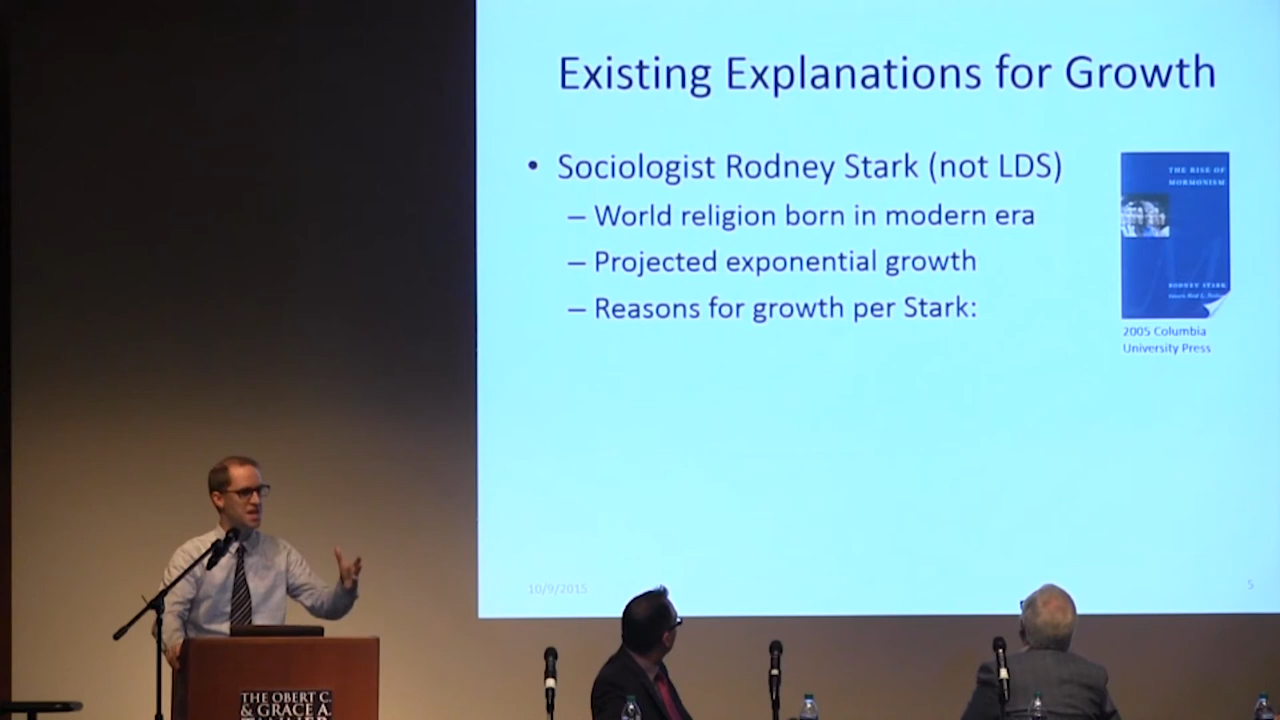 Existing Explanations for Growth
• Sociologist Rodney Stark (not LDS)
– World religion born in modern era
– Projected exponential growth
– Reasons for growth per Stark:
THE RISE OF
MORMONISM
RODNEY STARK
2005 Columbia
University Press
10/9/2015
5
THE OBERT C.
& GRACE A.
TANNER